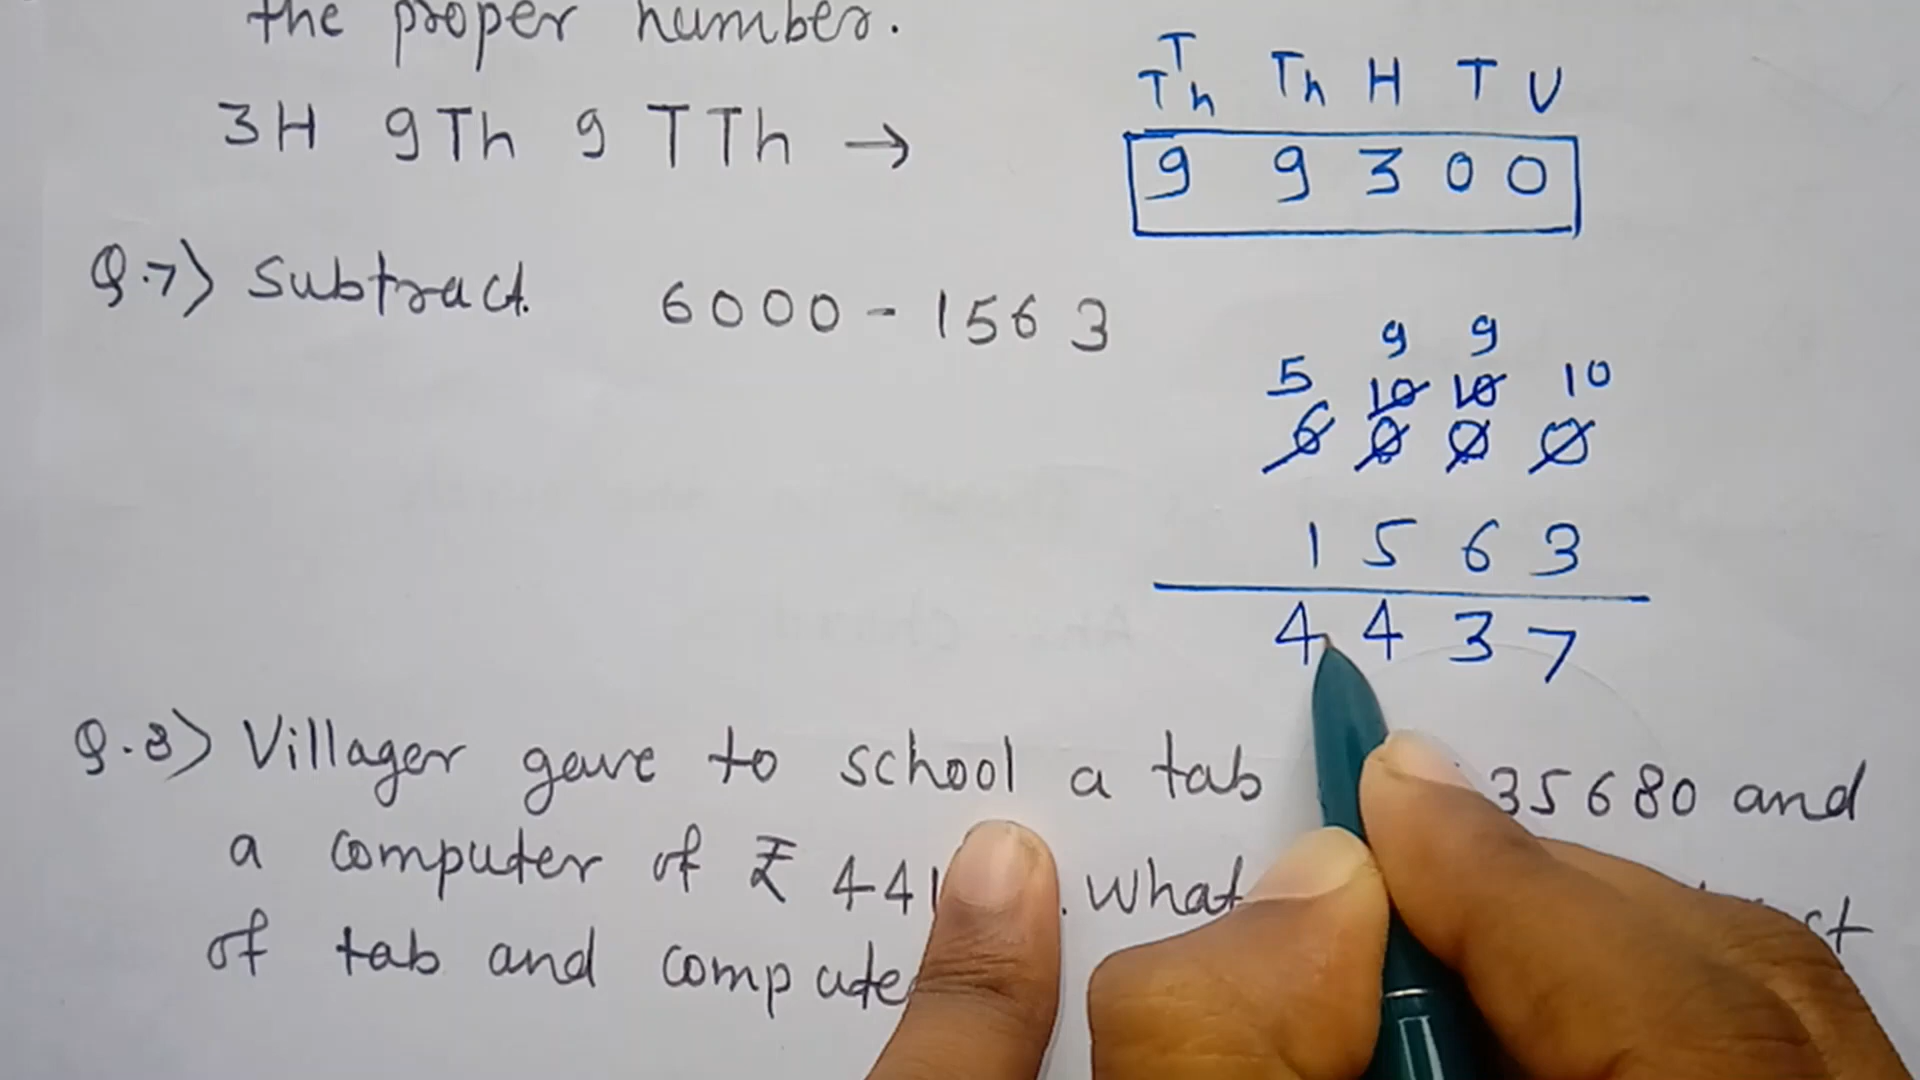 the proper number.
T
Th Th H T U
3H 9Th 9 TTh → 9 9 3 0 0
Q.7) Subtract. 6000 - 1563
9 9
5 10 10 10
6 0 0 0
1 5 6 3
4 4 3 7
Q.8) Villager gave to school a tab 35680 and
a computer of ₹ 441 . What
of tab and compute